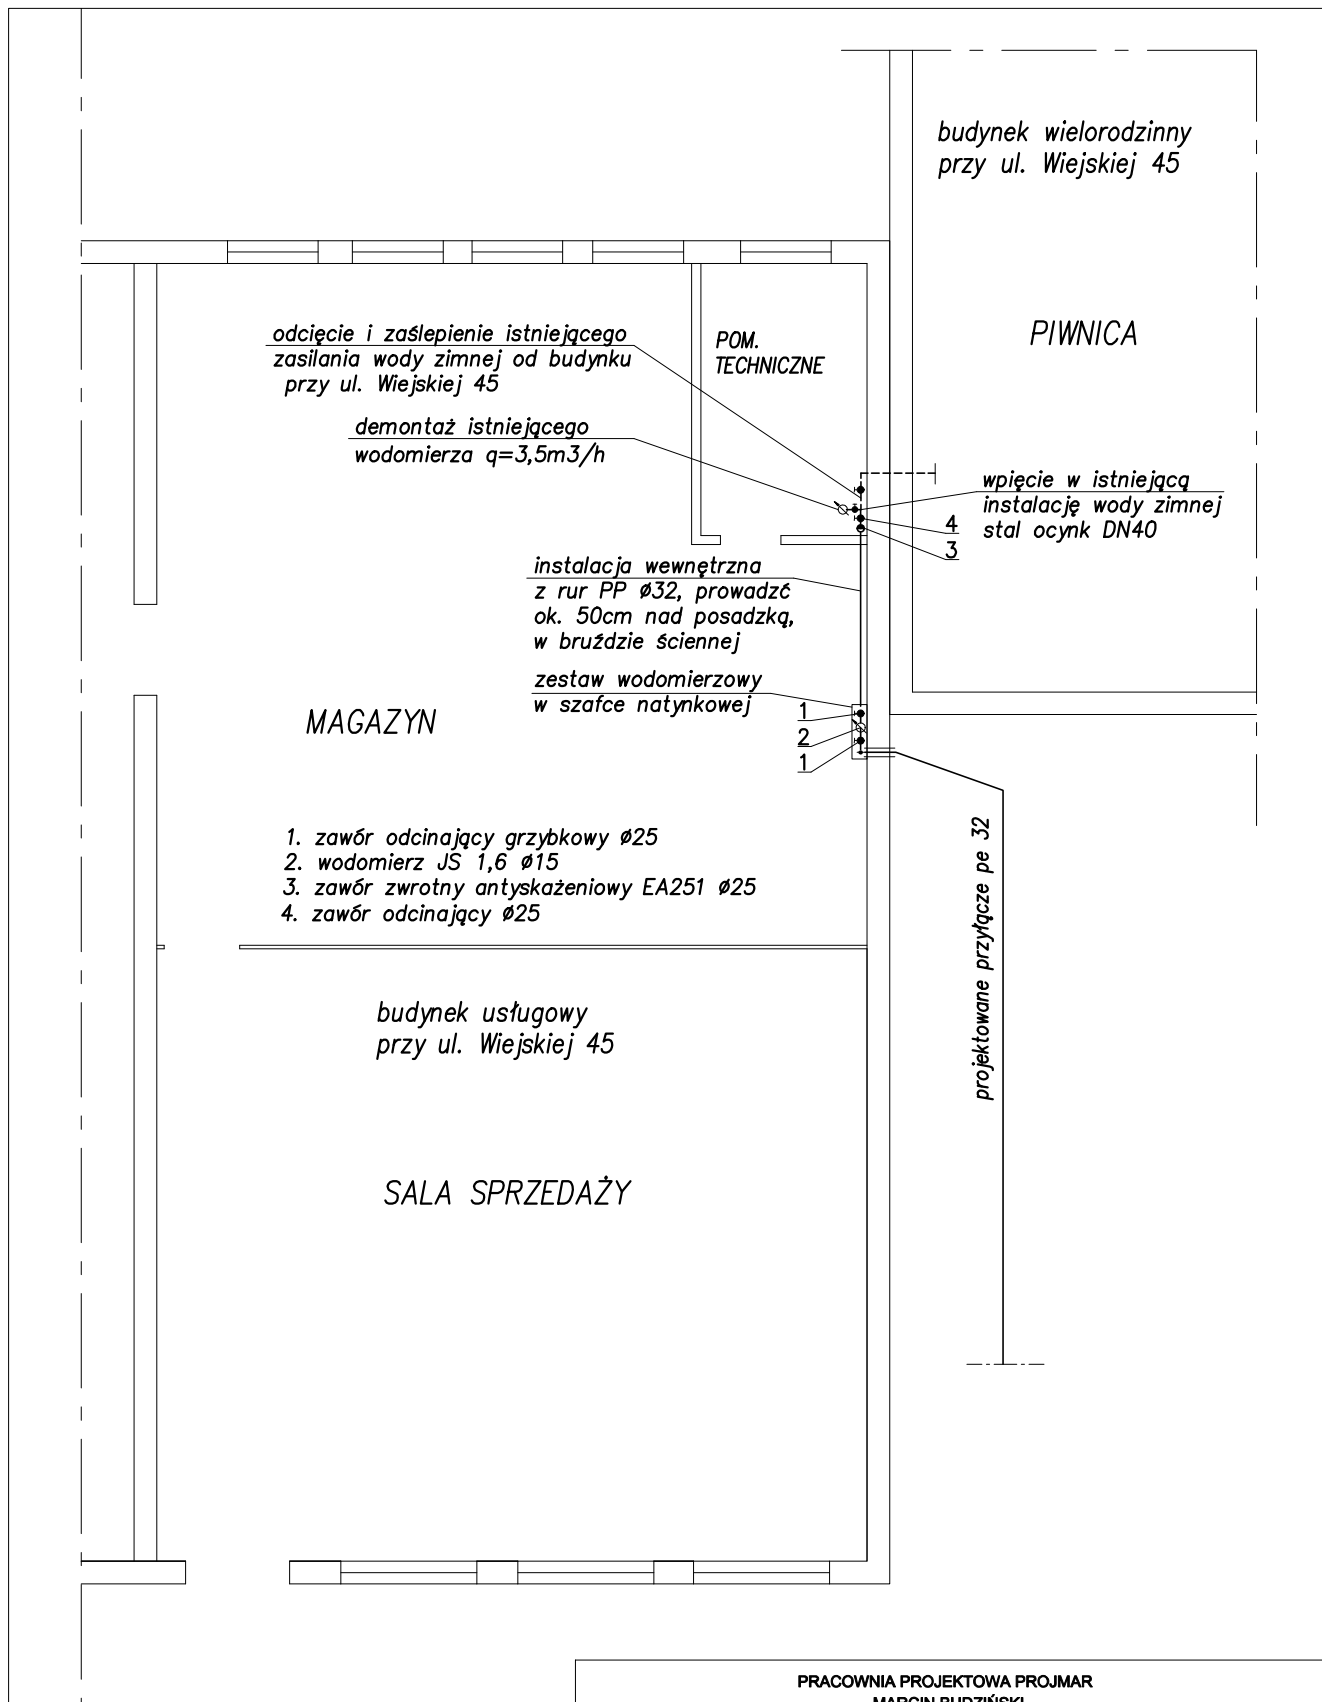 budynek wielorodzinny
przy ul. Wiejskiej 45
PIWNICA
odcięcie i zaślepienie istniejącego
zasilania wody zimnej od budynku
przy ul. Wiejskiej 45
POM.
TECHNICZNE
demontaż istniejącego
wodomierza q=3,5m3/h
wpięcie w istniejącą
instalację wody zimnej
stal ocynk DN40
4
3
instalacja wewnętrzna
z rur PP ø32, prowadzć
ok. 50cm nad posadzką,
w bruździe ściennej
zestaw wodomierzowy
w szafce natynkowej
1
2
1
MAGAZYN
1. zawór odcinający grzybkowy ø25
2. wodomierz JS 1,6 ø15
3. zawór zwrotny antyskażeniowy EA251 ø25
4. zawór odcinający ø25
projektowane przyłącze pe 32
budynek usługowy
przy ul. Wiejskiej 45
SALA SPRZEDAŻY
PRACOWNIA PROJEKTOWA PROJMAR
MARCIN BUDZIŃSKI